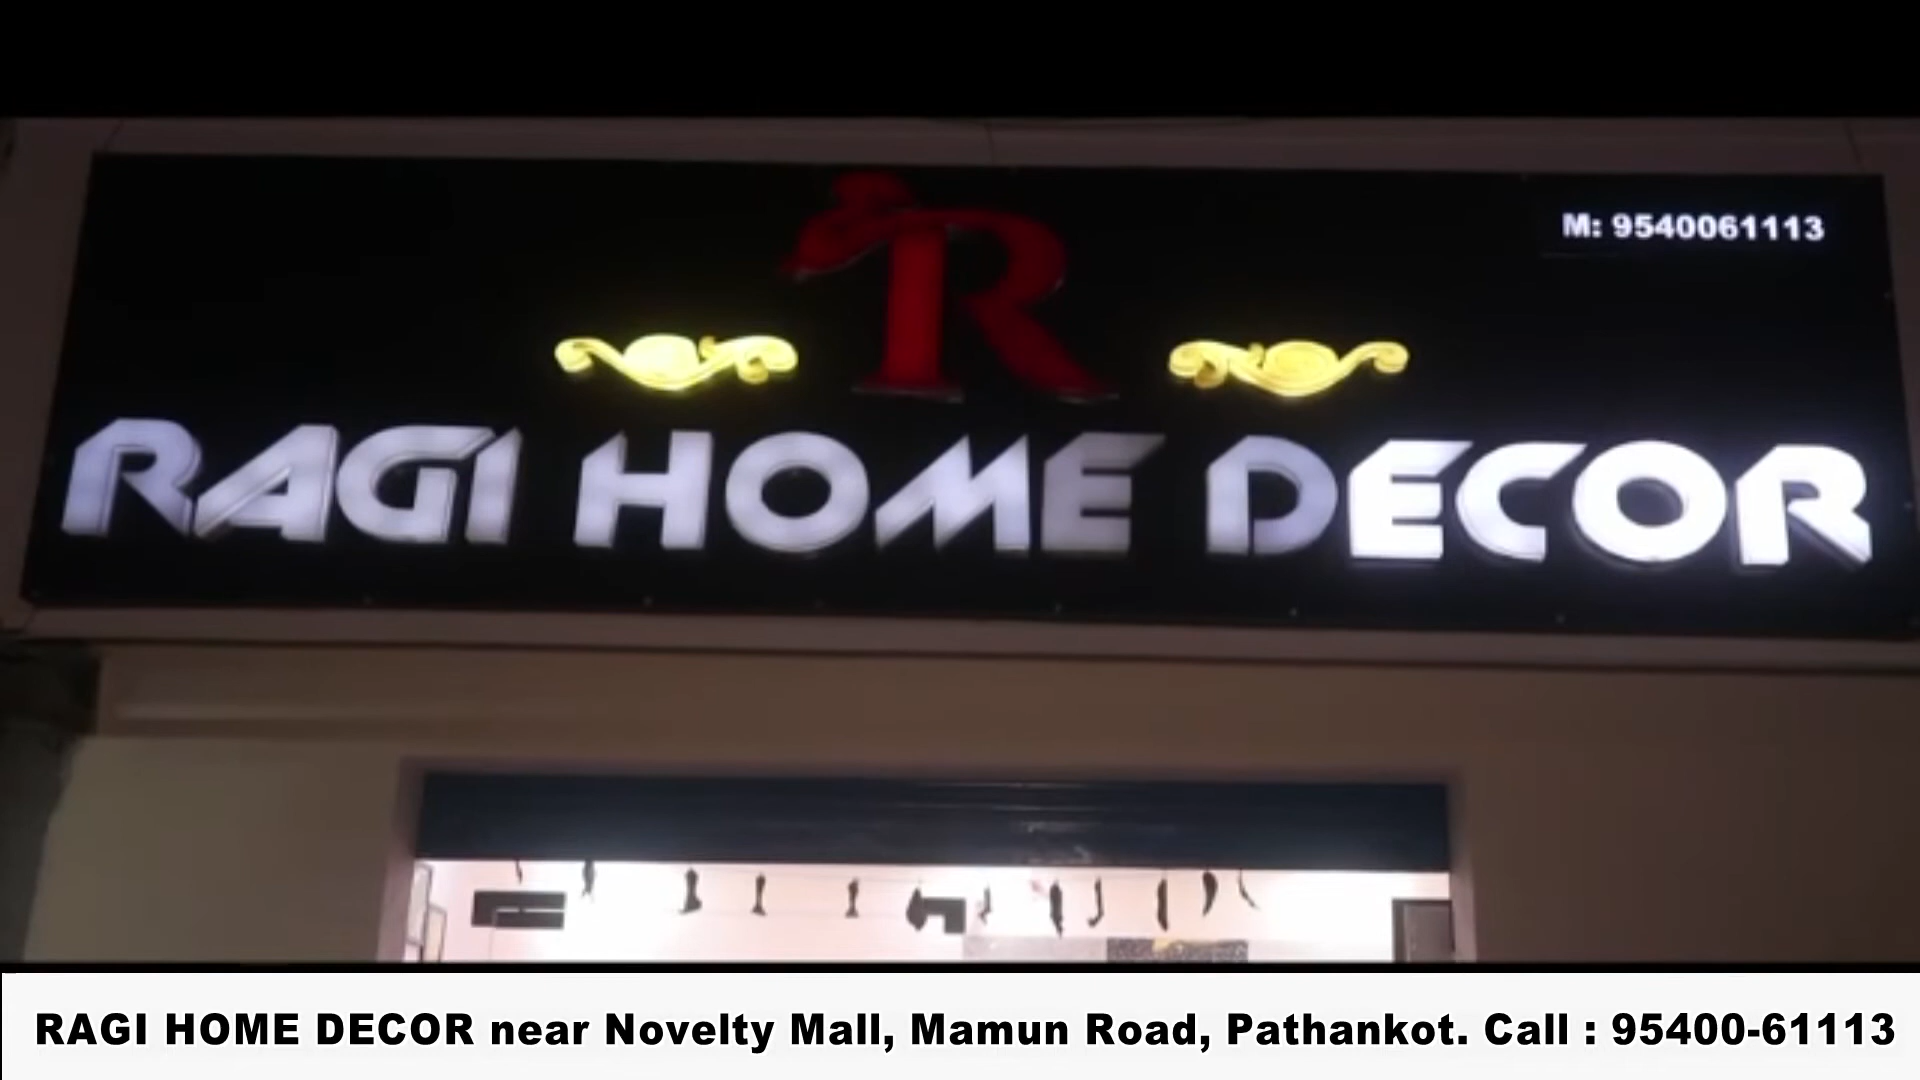 R
M: 9540061113
RAGI HOME DECOR
RAGI HOME DECOR near Novelty Mall, Mamun Road, Pathankot. Call : 95400-61113